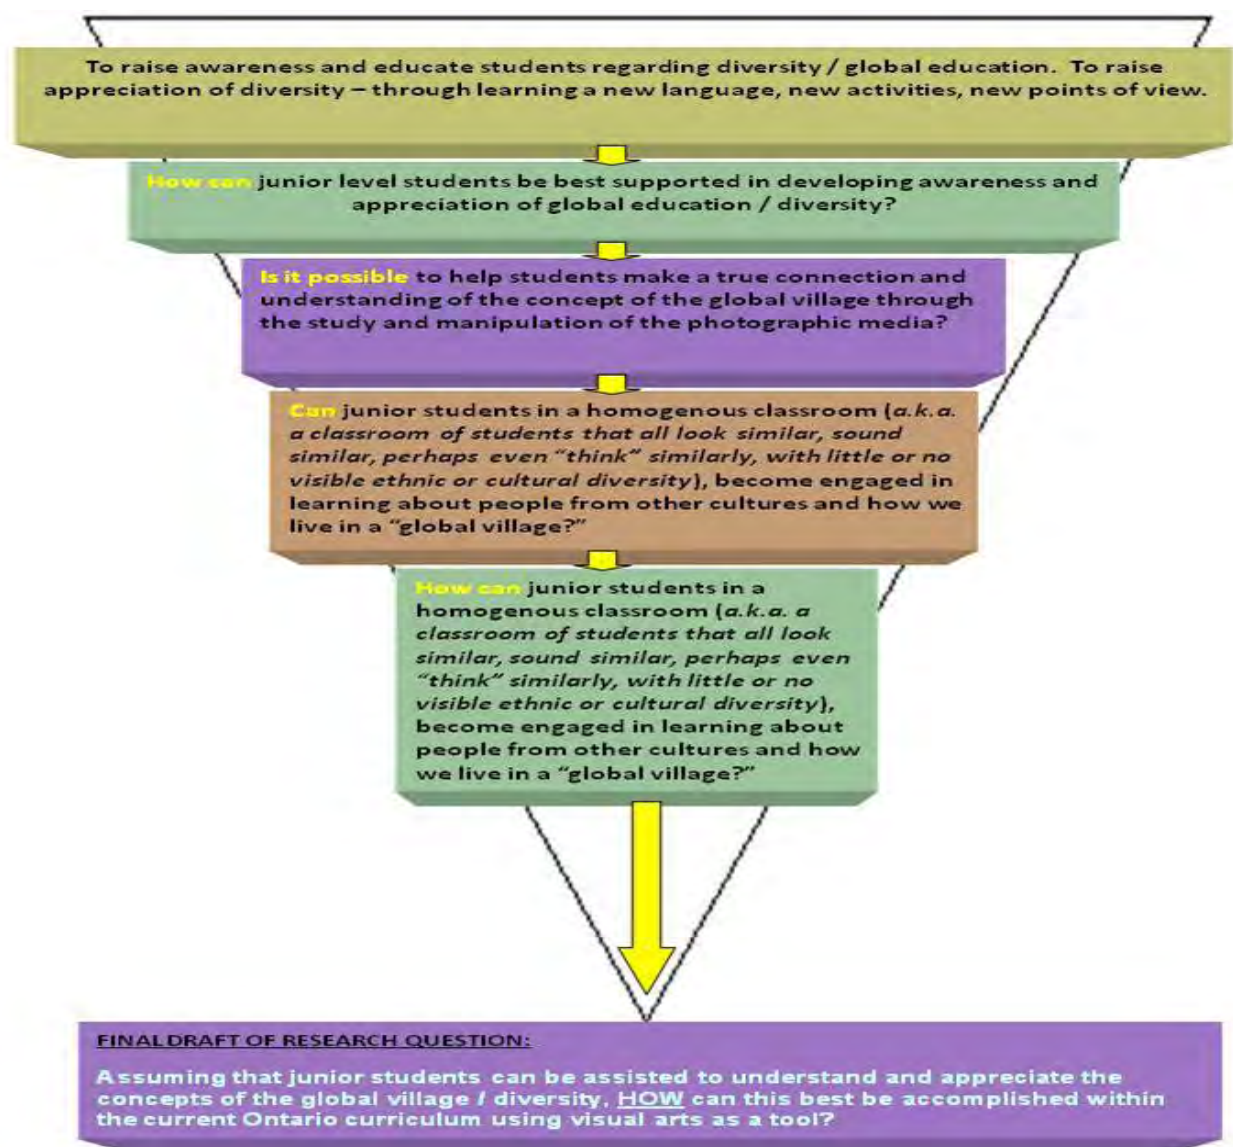 To raise awareness and educate students regarding diversity / global education.  To raise
appreciation of diversity – through learning a new language, new activities, new points of view.
How can junior level students be best supported in developing awareness and
appreciation of global education / diversity?
Is it possible to help students make a true connection and
understanding of the concept of the global village through
the study and manipulation of the photographic media?
Can junior students in a homogenous classroom (a.k.a.
a classroom of students that all look similar, sound
similar, perhaps even “think” similarly, with little or no
visible ethnic or cultural diversity), become engaged in
learning about people from other cultures and how we
live in a “global village?”
How can junior students in a
homogenous classroom (a.k.a. a
classroom of students that all look
similar, sound similar, perhaps even
“think” similarly, with little or no
visible ethnic or cultural diversity),
become engaged in learning about
people from other cultures and how
we live in a “global village?”
FINAL DRAFT OF RESEARCH QUESTION:
Assuming that junior students can be assisted to understand and appreciate the
concepts of the global village / diversity, HOW can this best be accomplished within
the current Ontario curriculum using visual arts as a tool?